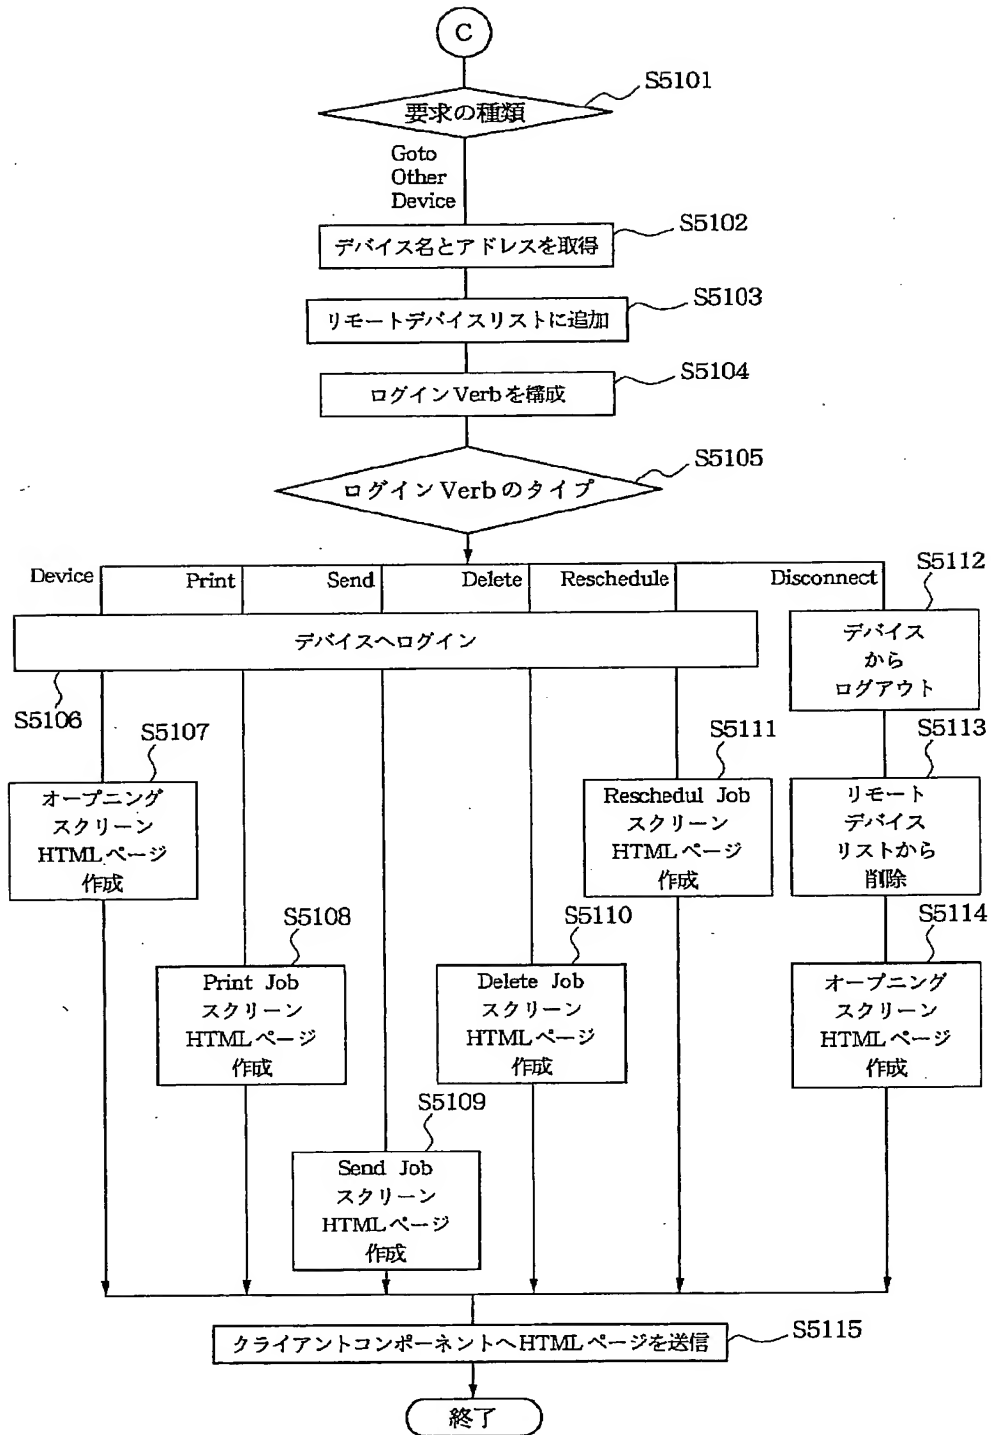 C
S5101
要求の種類
Goto
Other
Device
S5102
デバイス名とアドレスを取得
S5103
リモートデバイスリストに追加
S5104
ログインVerbを構成
S5105
ログインVerbのタイプ
Device
Print
Send
Delete
Reschedule
Disconnect
S5112
デバイスへログイン
デバイス
から
ログアウト
S5106
S5107
オープニング
スクリーン
HTMLページ
作成
S5111
Reschedul Job
スクリーン
HTMLページ
作成
S5113
リモート
デバイス
リストから
削除
S5108
Print Job
スクリーン
HTMLページ
作成
S5110
Delete Job
スクリーン
HTMLページ
作成
S5114
オープニング
スクリーン
HTMLページ
作成
S5109
Send Job
スクリーン
HTMLページ
作成
クライアントコンポーネントへHTMLページを送信
S5115
終了